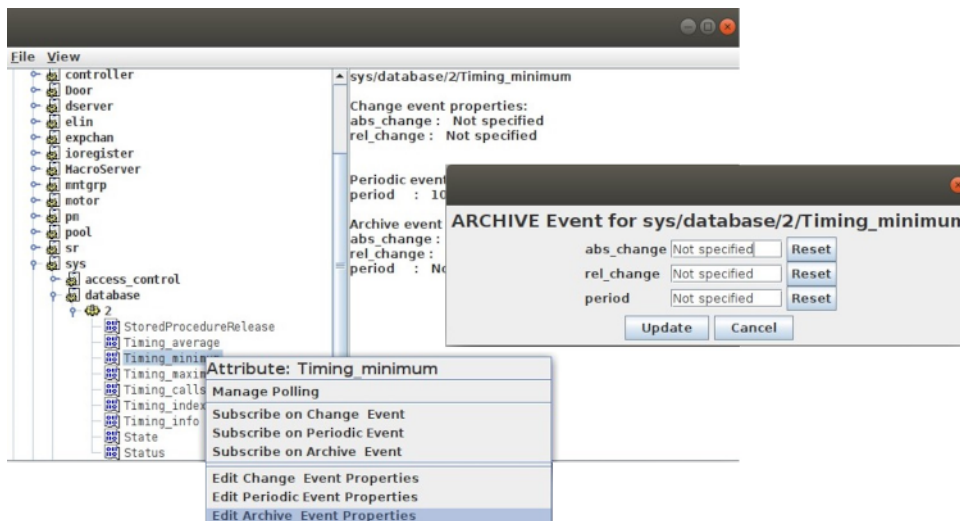 File View
controller
Door
dserver
elin
expchan
ioregister
MacroServer
mntgrp
motor
pm
pool
sr
sys
access_control
database
2
StoredProcedureRelease
Timing_average
Timing_minimum
Timing_maxim
Timing_calls
Timing_index
Timing_info
State
Status
sys/database/2/Timing_minimum
Change event properties:
abs_change : Not specified
rel_change : Not specified
Periodic event
period : 10
Archive event
abs_change :
rel_change :
period : No
ARCHIVE Event for sys/database/2/Timing_minimum
abs_change Not specified Reset
rel_change Not specified Reset
period Not specified Reset
Update Cancel
Attribute: Timing_minimum
Manage Polling
Subscribe on Change Event
Subscribe on Periodic Event
Subscribe on Archive Event
Edit Change Event Properties
Edit Periodic Event Properties
Edit Archive Event Properties